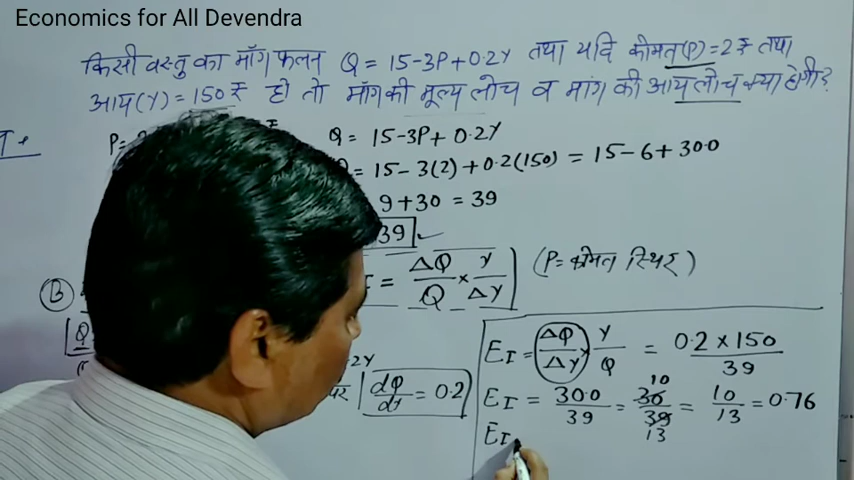 Economics for All Devendra
किसी वस्तु का माँग फलन Q = 15-3P+0.2Y तथा यदि कीमत(P)=2₹ तथा
आय(Y)=150₹ हो तो माँग की मूल्य लोच व मांग की आय लोच क्या होगी?
P=
Q = 15-3P+0.2Y
= 15-3(2)+0.2(150) = 15-6+30.0
9+30 = 39
39
(B)
= ΔQ/Q × Y/ΔY (P= कीमत स्थिर)
E_I = ΔQ/ΔY × Y/Q = 0.2×150/39
dQ/dY = 0.2
E_I = 30.0/39 = 30/39 = 10/13 = 0.76
10
13
E_I